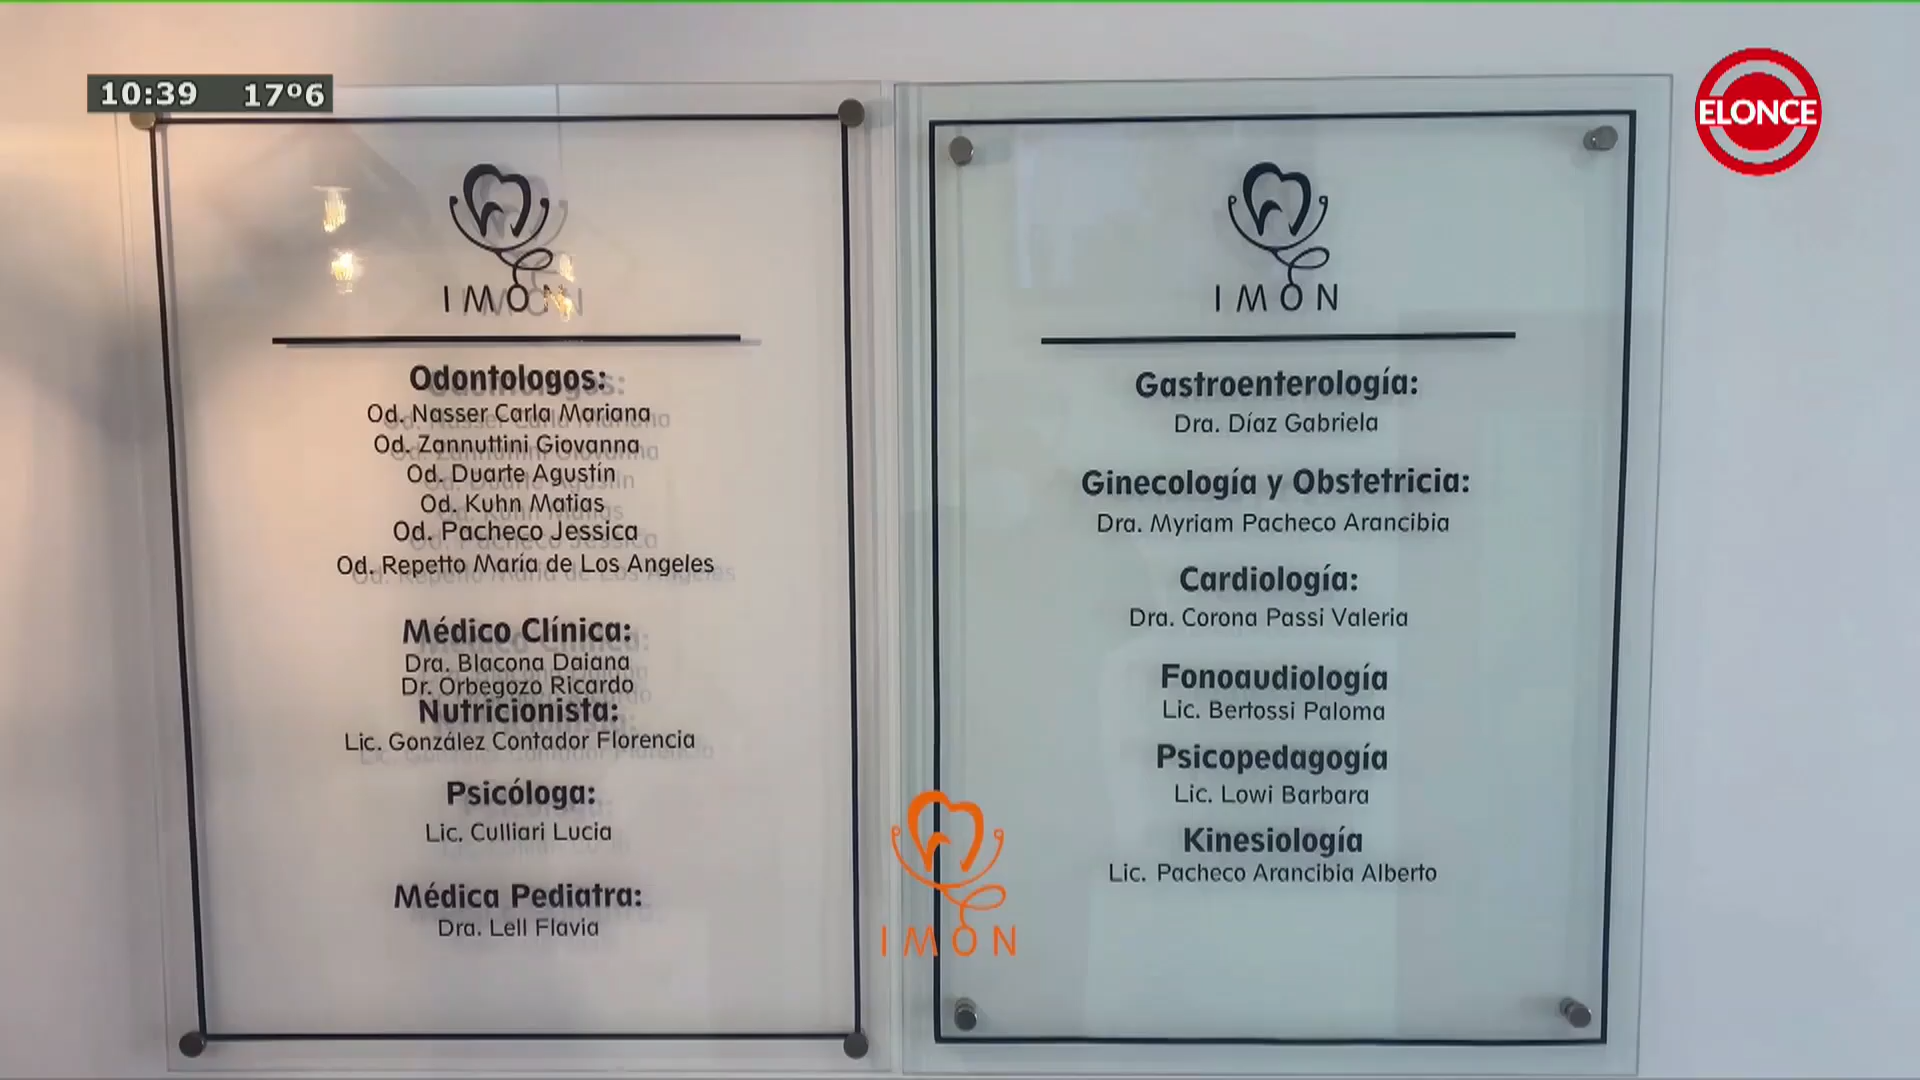 10:39 17º6
ELONCE
IMON
Odontologos:
Od. Nasser Carla Mariana
Od. Zannuttini Giovanna
Od. Duarte Agustín
Od. Kuhn Matias
Od. Pacheco Jessica
Od. Repetto María de Los Angeles
Médico Clínica:
Dra. Blacona Daiana
Dr. Orbegozo Ricardo
Nutricionista:
Lic. González Contador Florencia
Psicóloga:
Lic. Culliari Lucia
Médica Pediatra:
Dra. Lell Flavia
IMON
Gastroenterología:
Dra. Díaz Gabriela
Ginecología y Obstetricia:
Dra. Myriam Pacheco Arancibia
Cardiología:
Dra. Corona Passi Valeria
Fonoaudiología
Lic. Bertossi Paloma
Psicopedagogía
Lic. Lowi Barbara
Kinesiología
Lic. Pacheco Arancibia Alberto
IMON